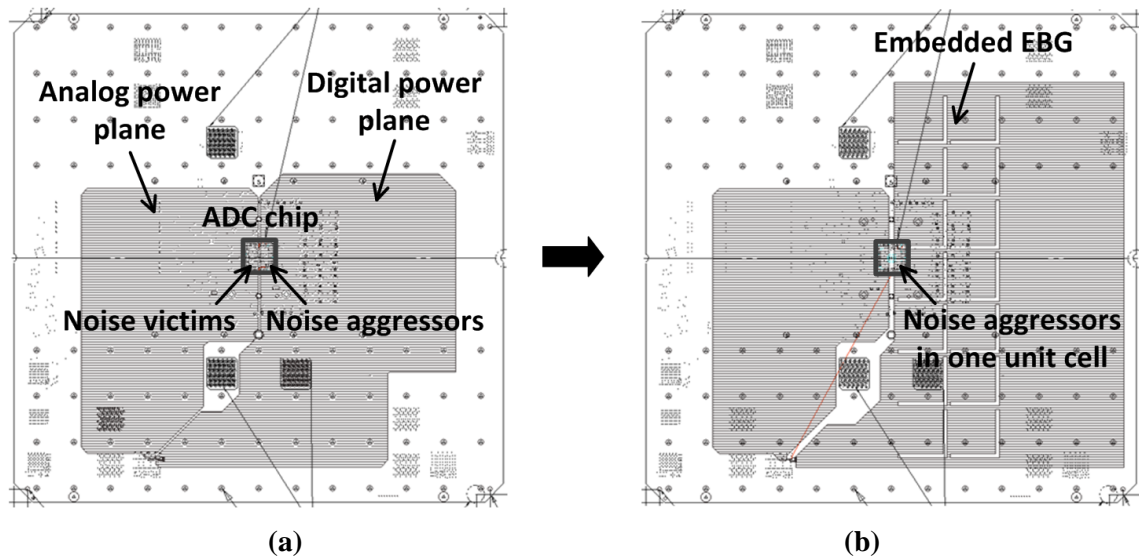 Analog power
plane
Digital power
plane
ADC chip
Noise victims
Noise aggressors
(a)
Embedded EBG
Noise aggressors
in one unit cell
(b)